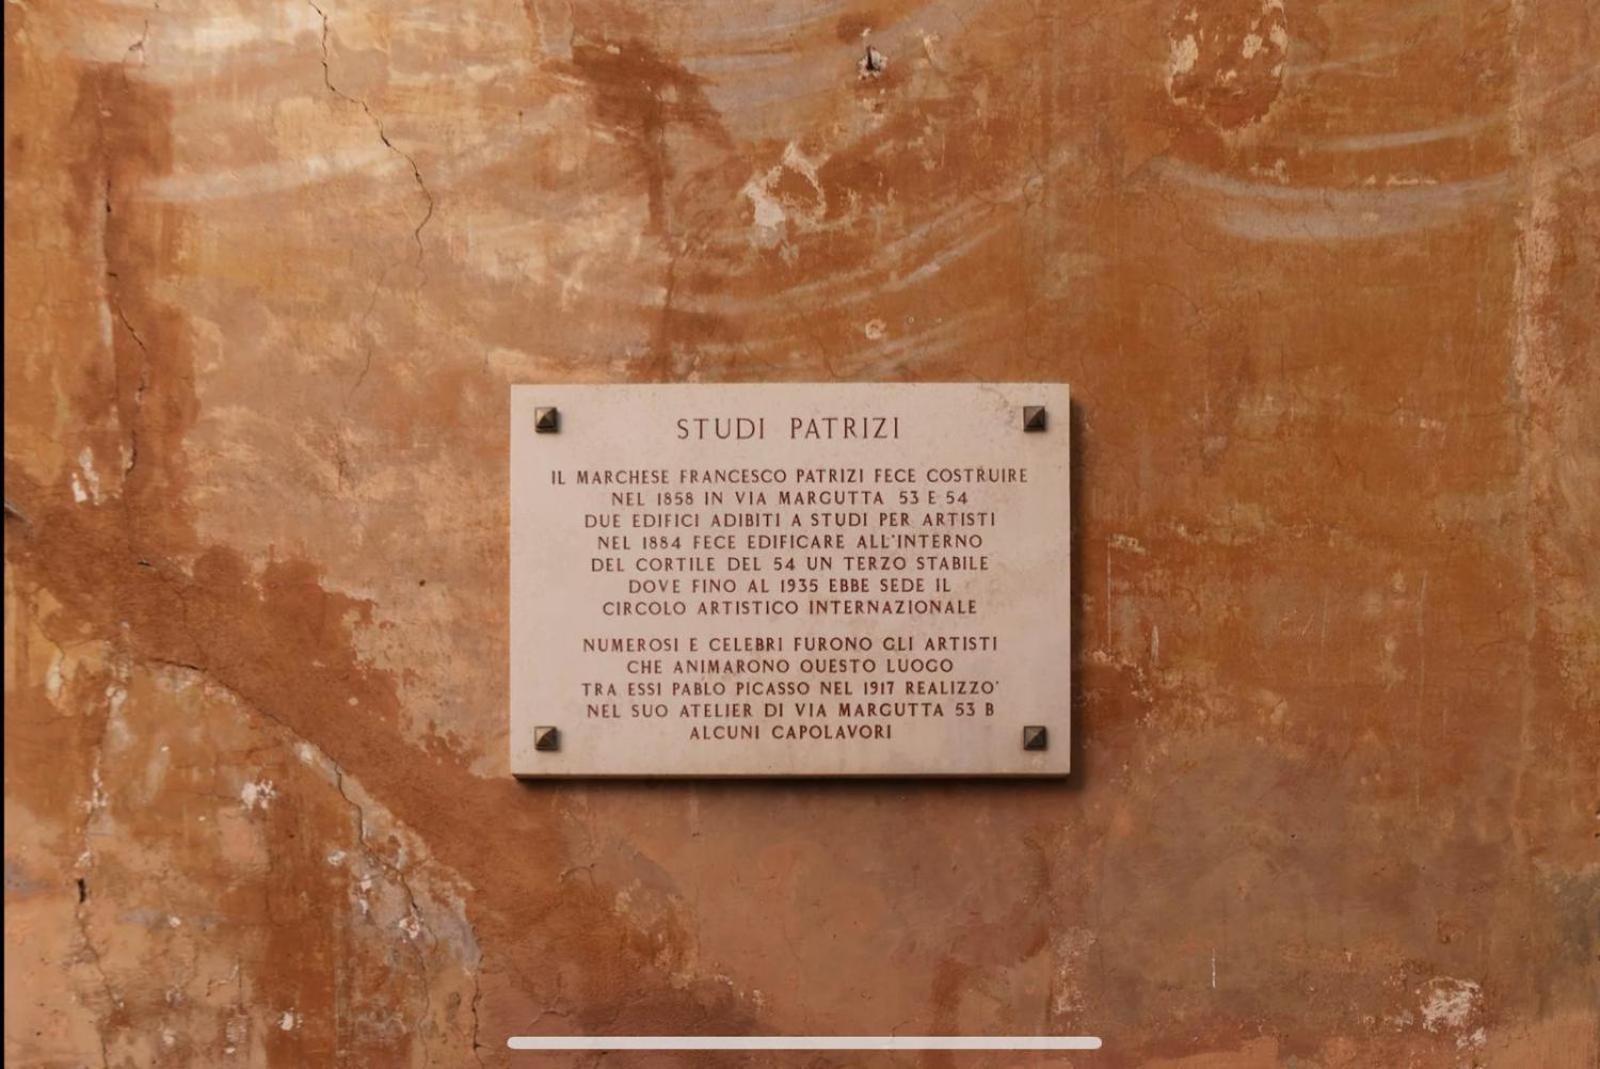 STUDI PATRIZI
IL MARCHESE FRANCESCO PATRIZI FECE COSTRUIRE
NEL 1858 IN VIA MARGUTTA 53 E 54
DUE EDIFICI ADIBITI A STUDI PER ARTISTI
NEL 1884 FECE EDIFICARE ALL'INTERNO
DEL CORTILE DEL 54 UN TERZO STABILE
DOVE FINO AL 1935 EBBE SEDE IL
CIRCOLO ARTISTICO INTERNAZIONALE
NUMEROSI E CELEBRI FURONO GLI ARTISTI
CHE ANIMARONO QUESTO LUOGO
TRA ESSI PABLO PICASSO NEL 1917 REALIZZO'
NEL SUO ATELIER DI VIA MARGUTTA 53 B
ALCUNI CAPOLAVORI